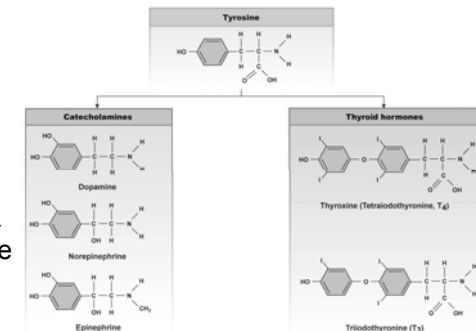 Tyrosine
H H H
HO C C N
H
H C
O OH
Catecholamines
HO
H H H
HO C C N
H H H
Dopamine
HO
H H H
HO C C N
OH H H
Norepinephrine
HO
H H H
HO C C N
OH H CH₃
Epinephrine
e
Thyroid hormones
I I H H H
HO O C C N
I I H C H
O OH
Thyroxine (Tetraiodothyronine, T₄)
I I H H H
HO O C C N
I H C H
O OH
Triiodothyronine (T₃)